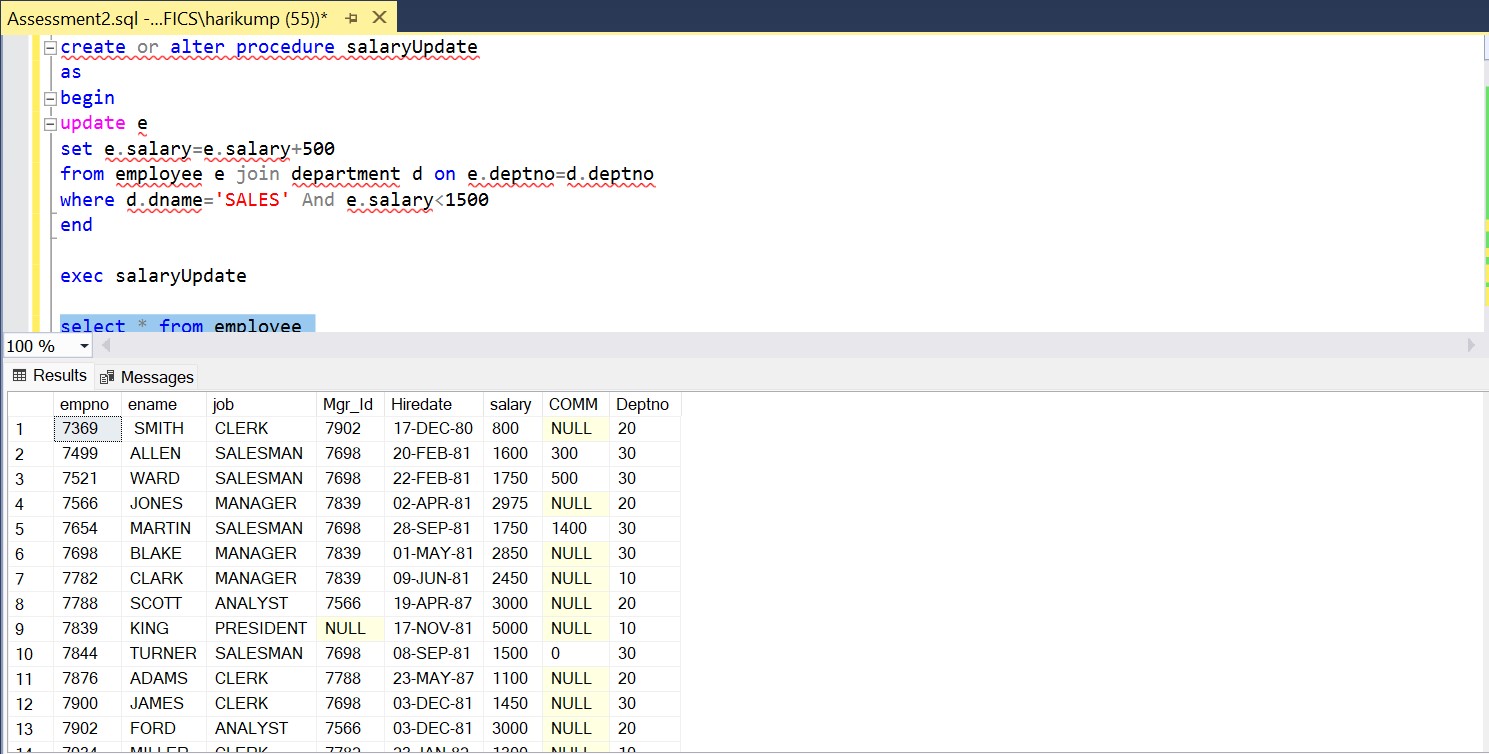 Assessment2.sql -...FICS\harikump (55))*
create or alter procedure salaryUpdate
as
begin
update e
set e.salary=e.salary+500
from employee e join department d on e.deptno=d.deptno
where d.dname='SALES' And e.salary<1500
end
exec salaryUpdate
select * from employee
100 %
Results Messages
empno ename job Mgr_Id Hiredate salary COMM Deptno
1 7369 SMITH CLERK 7902 17-DEC-80 800 NULL 20
2 7499 ALLEN SALESMAN 7698 20-FEB-81 1600 300 30
3 7521 WARD SALESMAN 7698 22-FEB-81 1750 500 30
4 7566 JONES MANAGER 7839 02-APR-81 2975 NULL 20
5 7654 MARTIN SALESMAN 7698 28-SEP-81 1750 1400 30
6 7698 BLAKE MANAGER 7839 01-MAY-81 2850 NULL 30
7 7782 CLARK MANAGER 7839 09-JUN-81 2450 NULL 10
8 7788 SCOTT ANALYST 7566 19-APR-87 3000 NULL 20
9 7839 KING PRESIDENT NULL 17-NOV-81 5000 NULL 10
10 7844 TURNER SALESMAN 7698 08-SEP-81 1500 0 30
11 7876 ADAMS CLERK 7788 23-MAY-87 1100 NULL 20
12 7900 JAMES CLERK 7698 03-DEC-81 1450 NULL 30
13 7902 FORD ANALYST 7566 03-DEC-81 3000 NULL 20
14 7934 MILLER CLERK 7782 23-JAN-82 1300 NULL 10